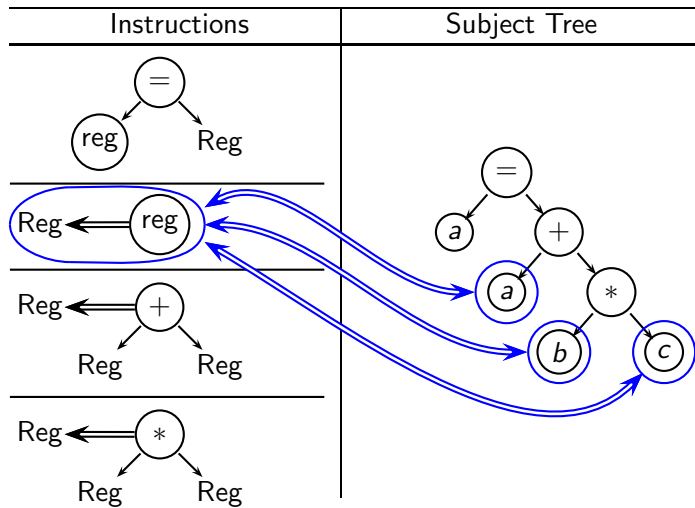 Instructions Subject Tree
=
reg Reg
Reg reg
Reg +
Reg Reg
Reg *
Reg Reg
=
a +
a *
b c